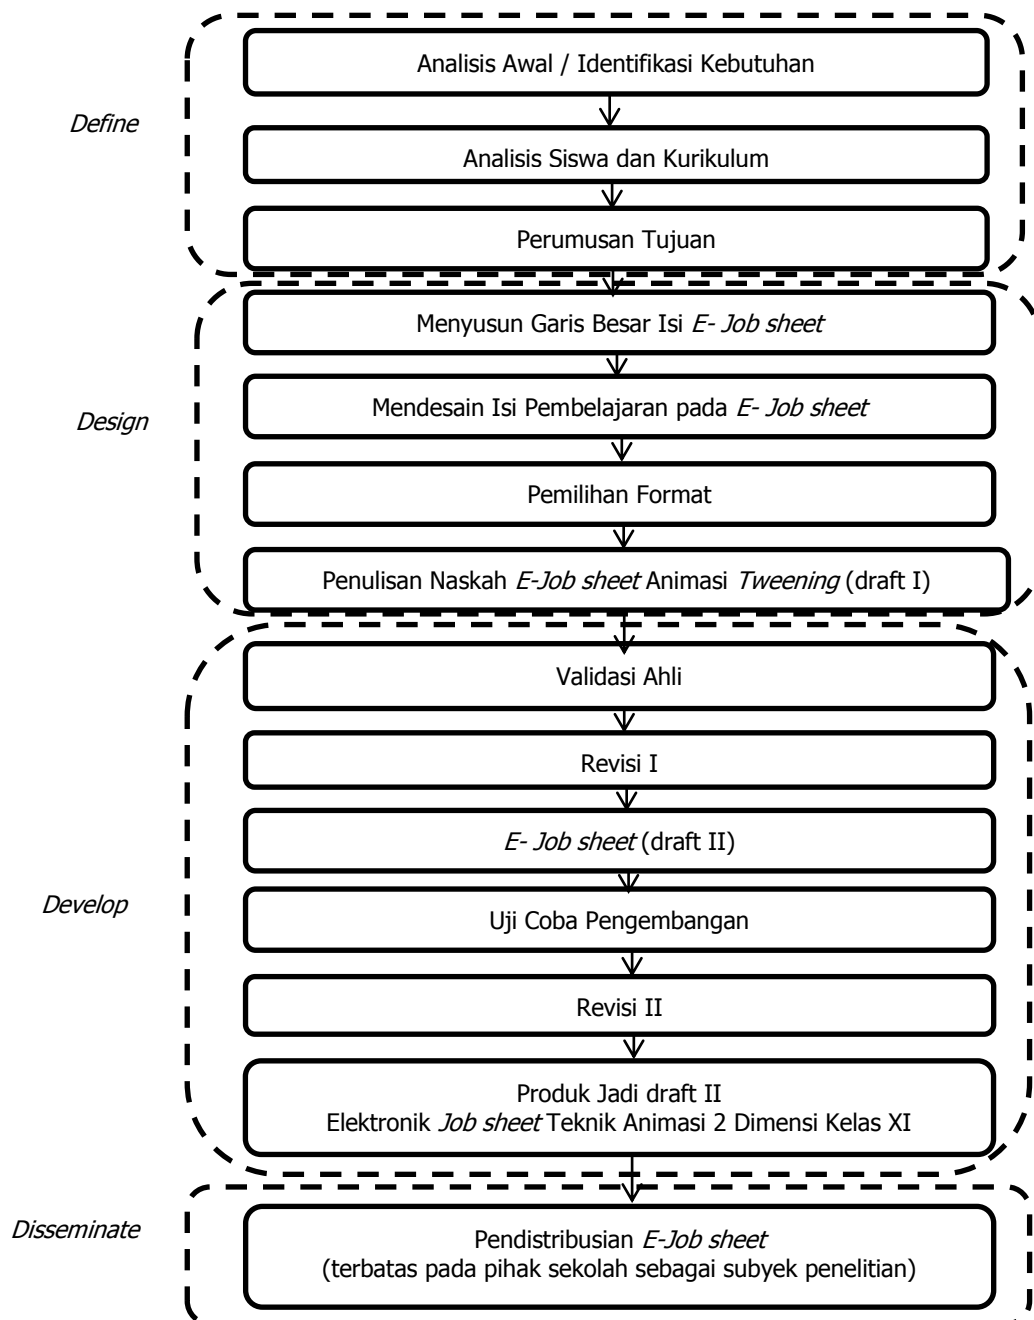 Analisis Awal / Identifikasi Kebutuhan
Define
Analisis Siswa dan Kurikulum
Perumusan Tujuan
Menyusun Garis Besar Isi E- Job sheet
Mendesain Isi Pembelajaran pada E- Job sheet
Design
Pemilihan Format
Penulisan Naskah E-Job sheet Animasi Tweening (draft I)
Validasi Ahli
Revisi I
E- Job sheet (draft II)
Develop
Uji Coba Pengembangan
Revisi II
Produk Jadi draft II
Elektronik Job sheet Teknik Animasi 2 Dimensi Kelas XI
Disseminate
Pendistribusian E-Job sheet
(terbatas pada pihak sekolah sebagai subyek penelitian)